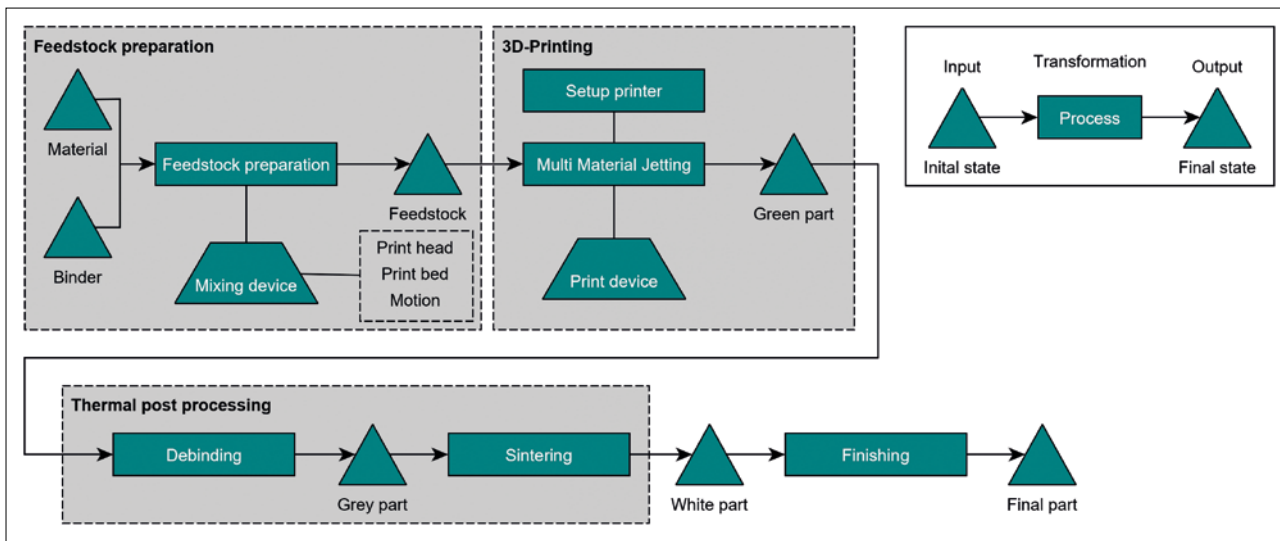 Feedstock preparation
Material
Binder
Feedstock preparation
Mixing device
Feedstock
Print head
Print bed
Motion
3D-Printing
Setup printer
Multi Material Jetting
Print device
Green part
Input
Transformation
Output
Process
Inital state
Final state
Thermal post processing
Debinding
Grey part
Sintering
White part
Finishing
Final part